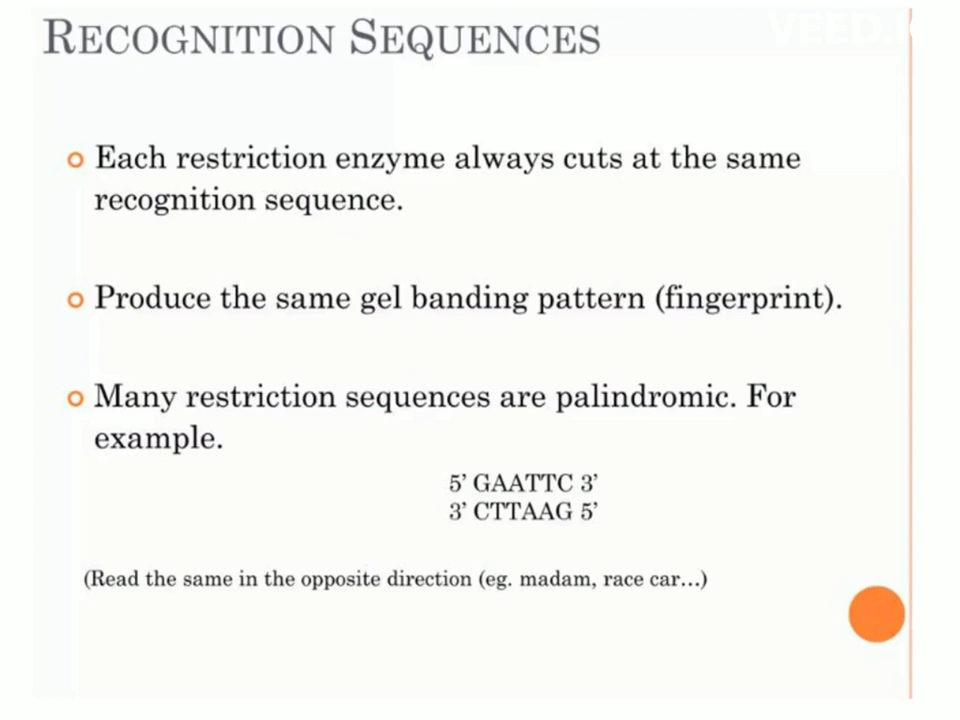 RECOGNITION SEQUENCES
Each restriction enzyme always cuts at the same
recognition sequence.
Produce the same gel banding pattern (fingerprint).
Many restriction sequences are palindromic. For
example.
5’ GAATTC 3’
3’ CTTAAG 5’
(Read the same in the opposite direction (eg. madam, race car…)